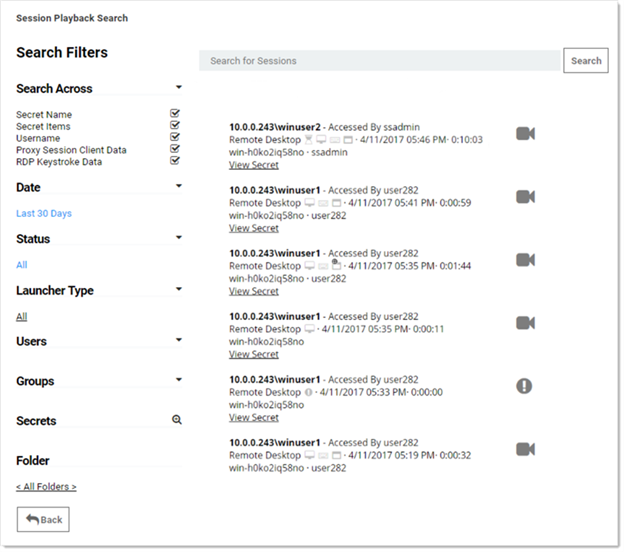 Session Playback Search
Search Filters
Search for Sessions
Search
Search Across
Secret Name
Secret Items
Username
Proxy Session Client Data
RDP Keystroke Data
Date
Last 30 Days
Status
All
Launcher Type
All
Users
Groups
Secrets
Folder
< All Folders >
Back
10.0.0.243\winuser2 - Accessed By ssadmin
Remote Desktop · 4/11/2017 05:46 PM· 0:10:03
win-h0ko2iq58no · ssadmin
View Secret
10.0.0.243\winuser1 - Accessed By user282
Remote Desktop · 4/11/2017 05:41 PM· 0:00:59
win-h0ko2iq58no · user282
View Secret
10.0.0.243\winuser1 - Accessed By user282
Remote Desktop · 4/11/2017 05:35 PM· 0:01:44
win-h0ko2iq58no · user282
View Secret
10.0.0.243\winuser1 - Accessed By user282
Remote Desktop · 4/11/2017 05:35 PM· 0:00:11
win-h0ko2iq58no
View Secret
10.0.0.243\winuser1 - Accessed By user282
Remote Desktop · 4/11/2017 05:33 PM· 0:00:00
win-h0ko2iq58no
View Secret
10.0.0.243\winuser1 - Accessed By user282
Remote Desktop · 4/11/2017 05:19 PM· 0:00:32
win-h0ko2iq58no · user282